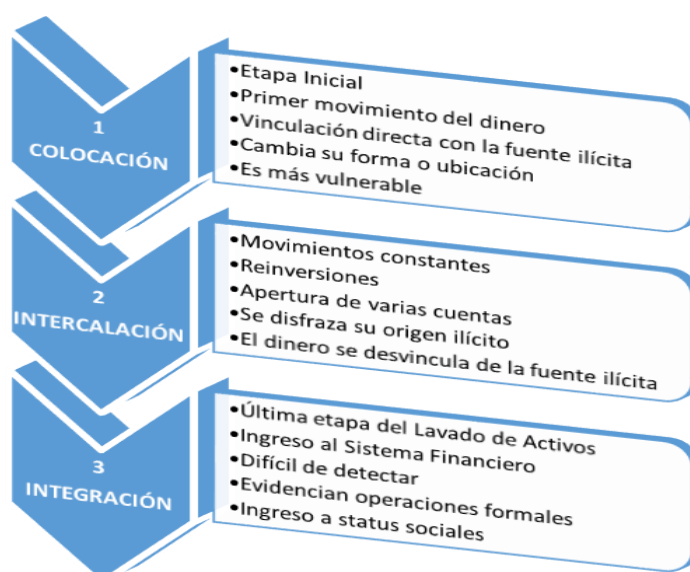 1
COLOCACIÓN
•Etapa Inicial
•Primer movimiento del dinero
•Vinculación directa con la fuente ilícita
•Cambia su forma o ubicación
•Es más vulnerable
2
INTERCALACIÓN
•Movimientos constantes
•Reinversiones
•Apertura de varias cuentas
•Se disfraza su origen ilícito
•El dinero se desvincula de la fuente ilícita
3
INTEGRACIÓN
•Última etapa del Lavado de Activos
•Ingreso al Sistema Financiero
•Difícil de detectar
•Evidencian operaciones formales
•Ingreso a status sociales